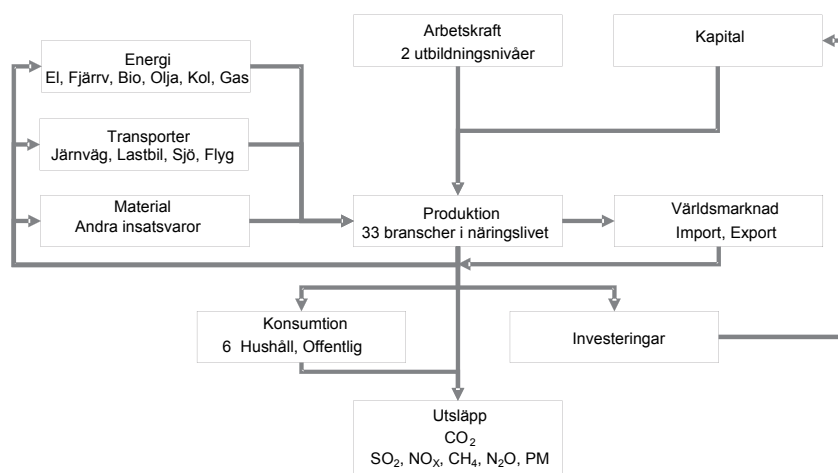 Arbetskraft
2 utbildningsnivåer
Kapital
Energi
El, Fjärrv, Bio, Olja, Kol, Gas
Transporter
Järnväg, Lastbil, Sjö, Flyg
Material
Andra insatsvaror
Produktion
33 branscher i näringslivet
Världsmarknad
Import, Export
Konsumtion
6 Hushåll, Offentlig
Investeringar
Utsläpp
CO₂
SO₂, NOₓ, CH₄, N₂O, PM